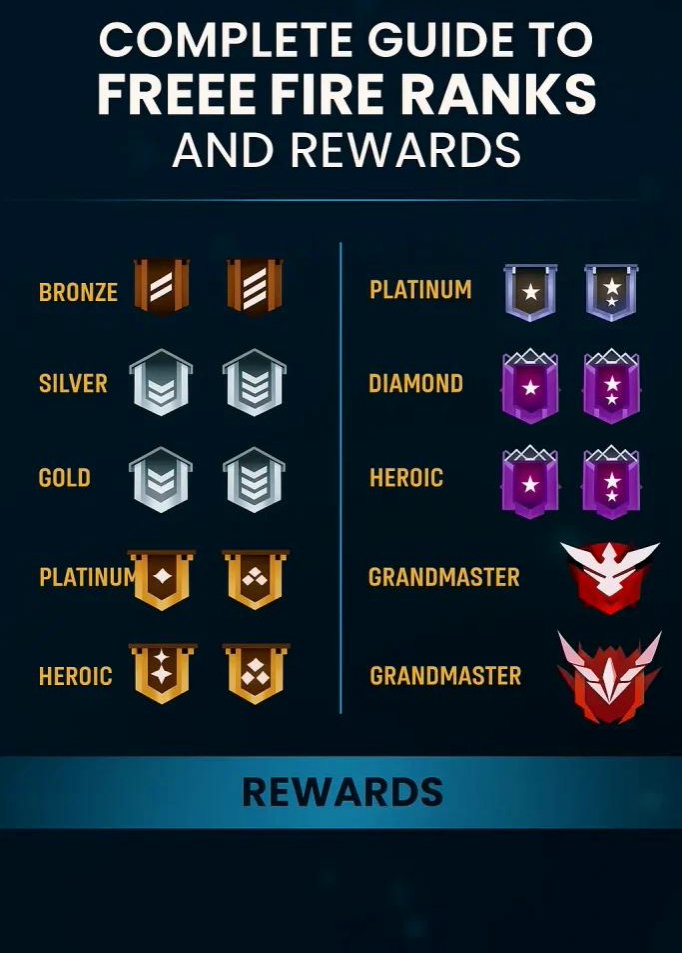 COMPLETE GUIDE TO
FREEE FIRE RANKS
AND REWARDS
BRONZE
SILVER
GOLD
PLATINUM
HEROIC
PLATINUM
DIAMOND
HEROIC
GRANDMASTER
GRANDMASTER
REWARDS